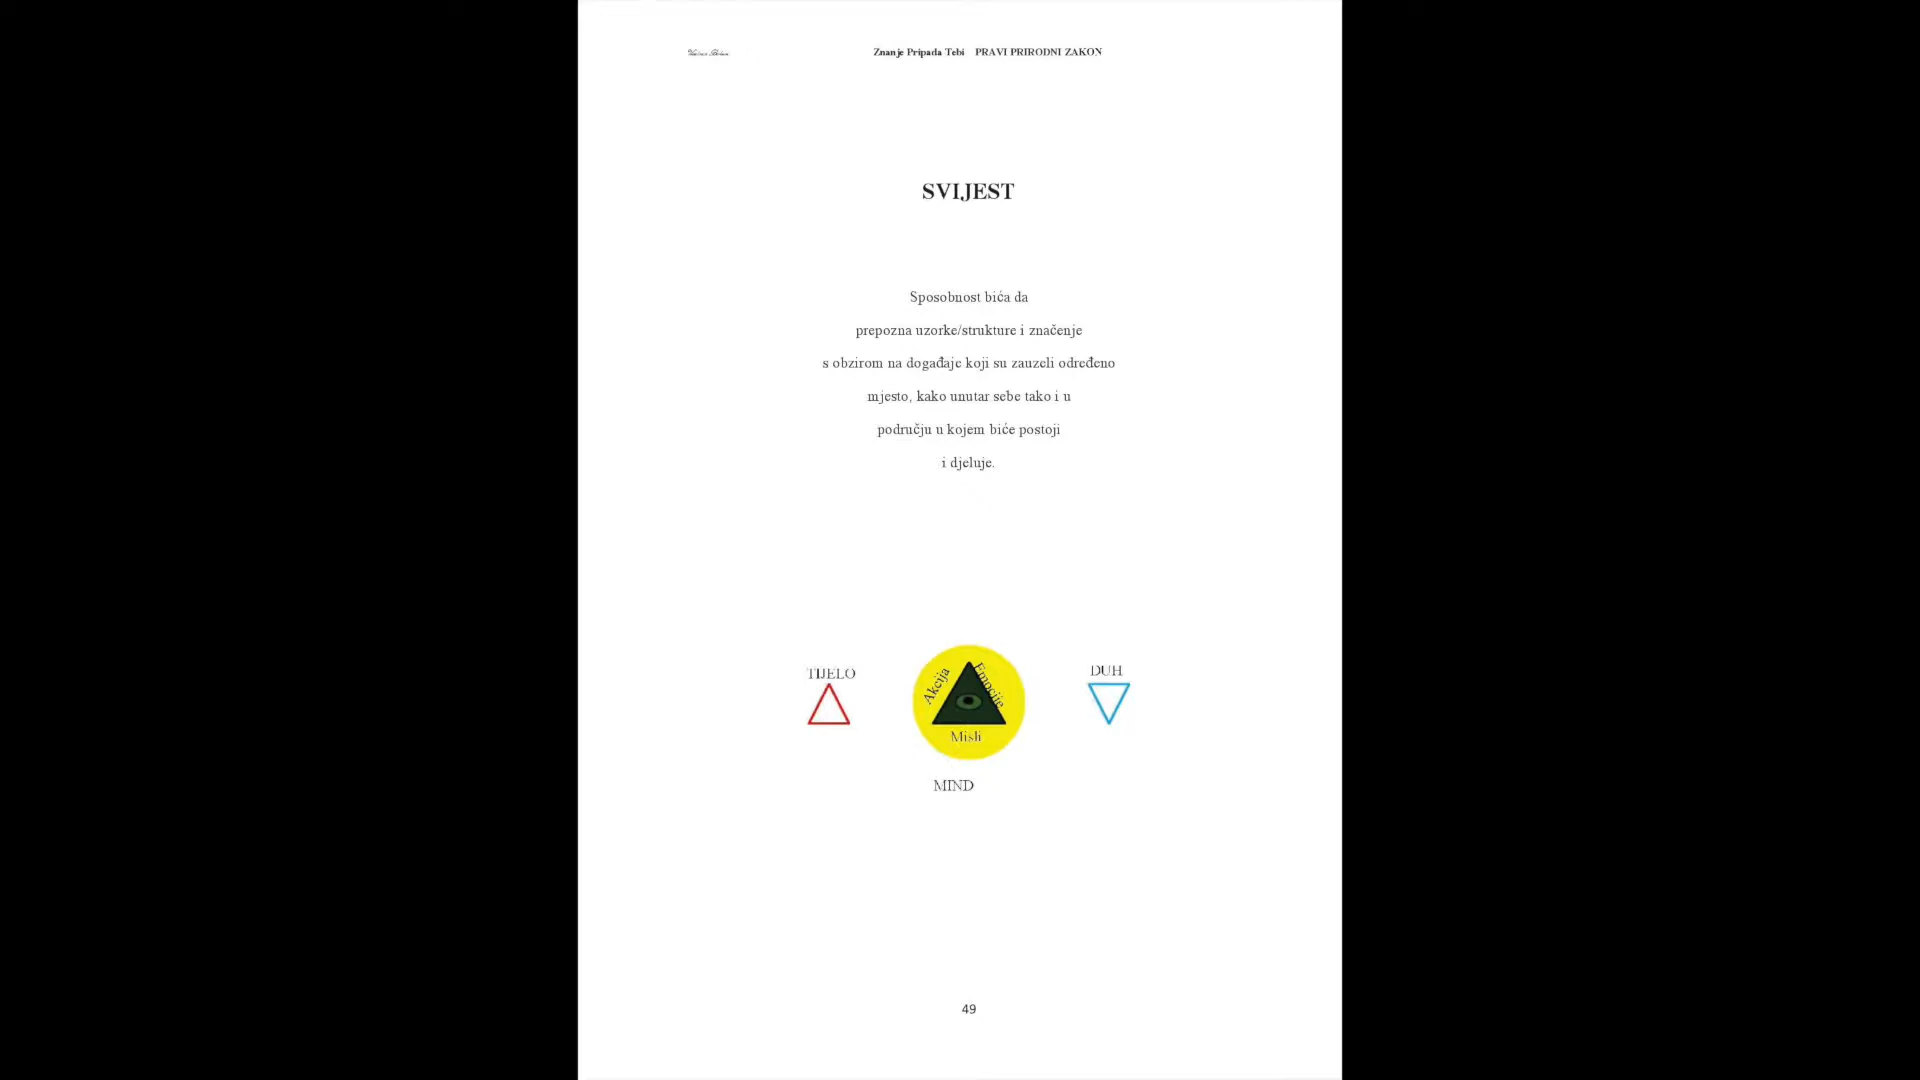 Znanje Pripada Tebi PRAVI PRIRODNI ZAKON
SVIJEST
Sposobnost bića da
prepozna uzorke/strukture i značenje
s obzirom na događaje koji su zauzeli određeno
mjesto, kako unutar sebe tako i u
području u kojem biće postoji
i djeluje.
TIJELO
Akcija
Emocije
Misli
DUH
MIND
49